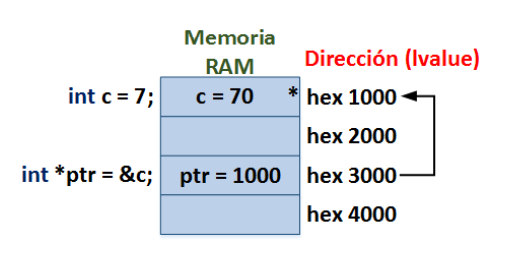 Memoria
RAM
Dirección (lvalue)
int c = 7;
c = 70
* hex 1000
hex 2000
int *ptr = &c;
ptr = 1000
hex 3000
hex 4000